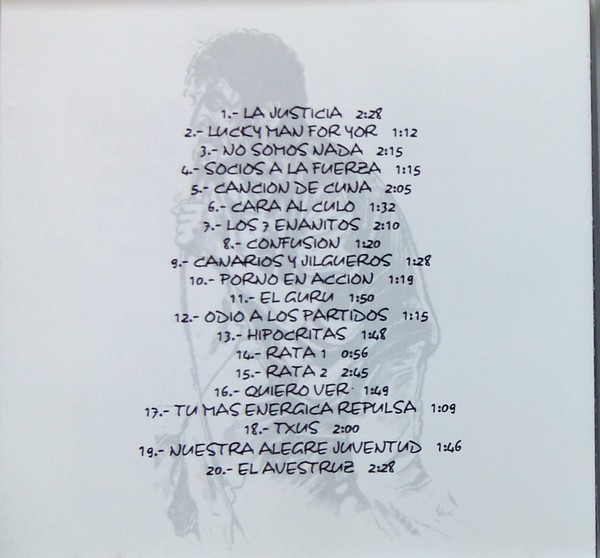 1.- LA JUSTICIA 2:28
2.- LUCKY MAN FOR YOR 1:12
3.- NO SOMOS NADA 2:15
4.- SOCIOS A LA FUERZA 1:15
5.- CANCION DE CUNA 2:05
6.- CARA AL CULO 1:32
7.- LOS 7 ENANITOS 2:10
8.- CONFUSION 1:20
9.- CANARIOS Y JILGUEROS 1:28
10.- PORNO EN ACCION 1:19
11.- EL GURU 1:50
12.- ODIO A LOS PARTIDOS 1:15
13.- HIPOCRITAS 1:48
14.- RATA 1 0:56
15.- RATA 2 2:45
16.- QUIERO VER 1:49
17.- TU MAS ENERGICA REPULSA 1:09
18.- TXUS 2:00
19.- NUESTRA ALEGRE JUVENTUD 1:46
20.- EL AVESTRUZ 2:28